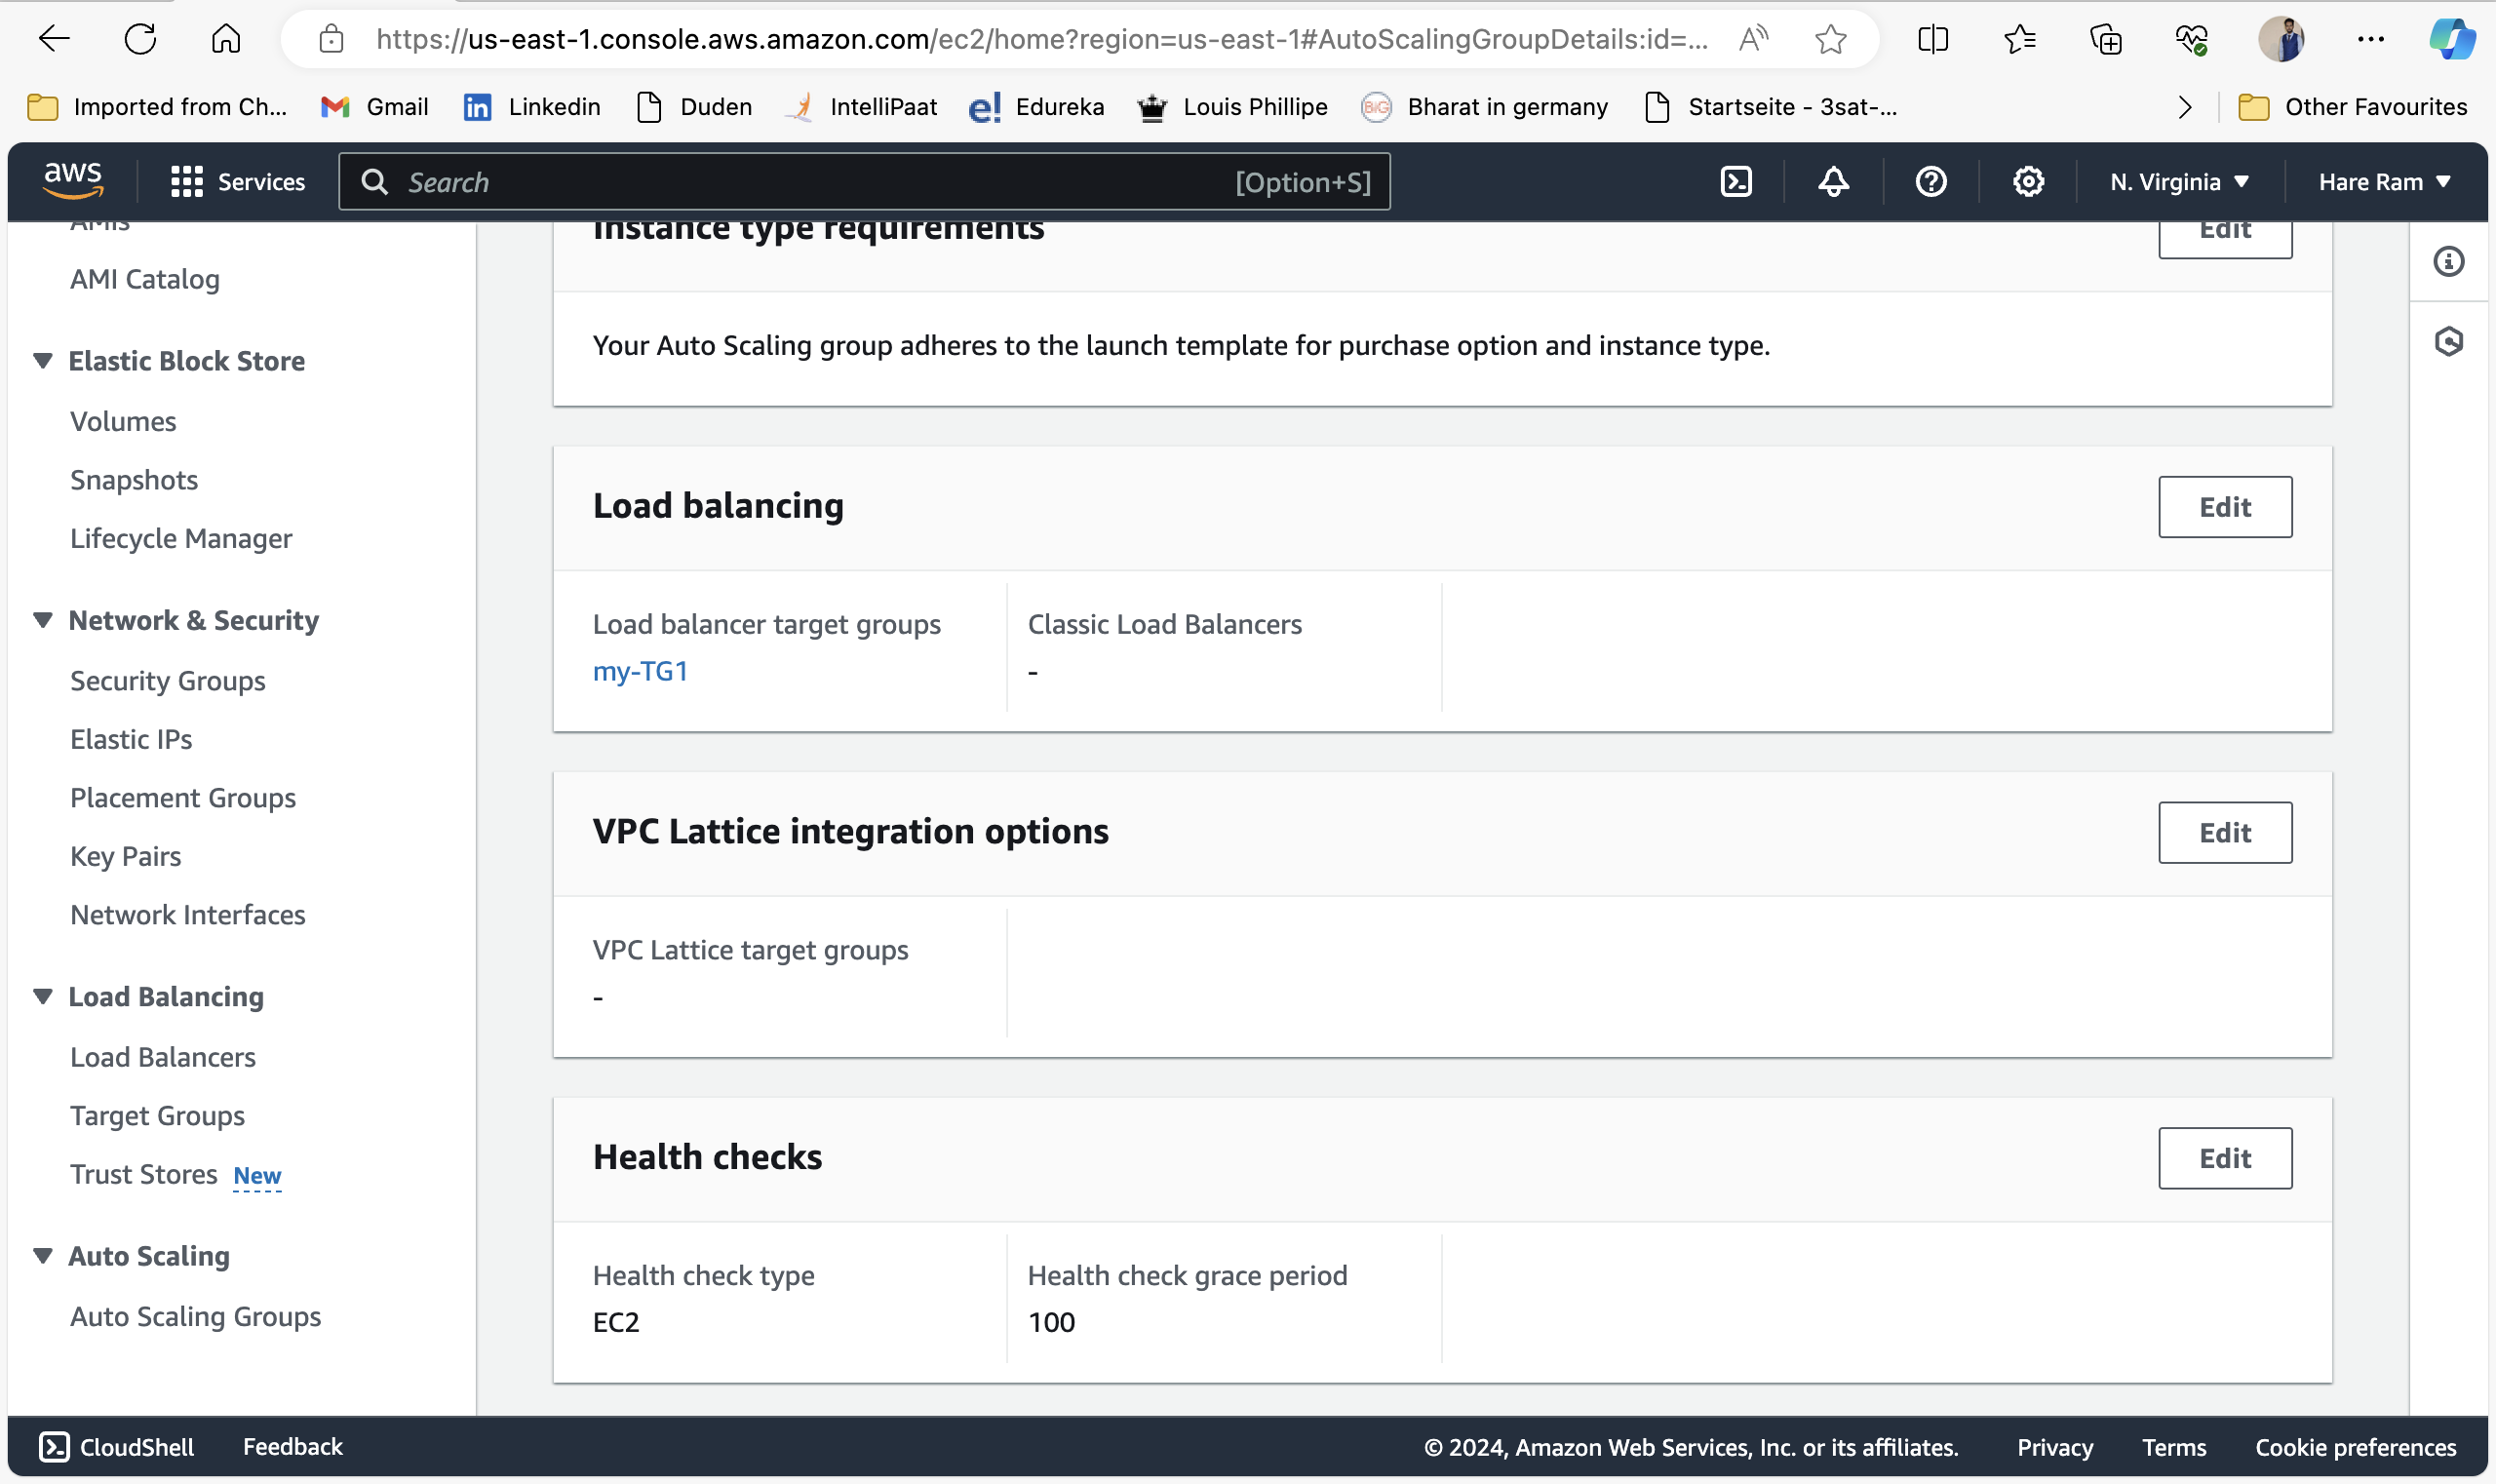 https://us-east-1.console.aws.amazon.com/ec2/home?region=us-east-1#AutoScalingGroupDetails:id=...
Imported from Ch... Gmail Linkedin Duden IntelliPaat Edureka Louis Phillipe Bharat in germany Startseite - 3sat-... Other Favourites
aws Services Search [Option+S] N. Virginia Hare Ram
AMIs
AMI Catalog
Elastic Block Store
Volumes
Snapshots
Lifecycle Manager
Network & Security
Security Groups
Elastic IPs
Placement Groups
Key Pairs
Network Interfaces
Load Balancing
Load Balancers
Target Groups
Trust Stores New
Auto Scaling
Auto Scaling Groups
Instance type requirements Edit
Your Auto Scaling group adheres to the launch template for purchase option and instance type.
Load balancing Edit
Load balancer target groups Classic Load Balancers
my-TG1 -
VPC Lattice integration options Edit
VPC Lattice target groups
-
Health checks Edit
Health check type Health check grace period
EC2 100
CloudShell Feedback © 2024, Amazon Web Services, Inc. or its affiliates. Privacy Terms Cookie preferences